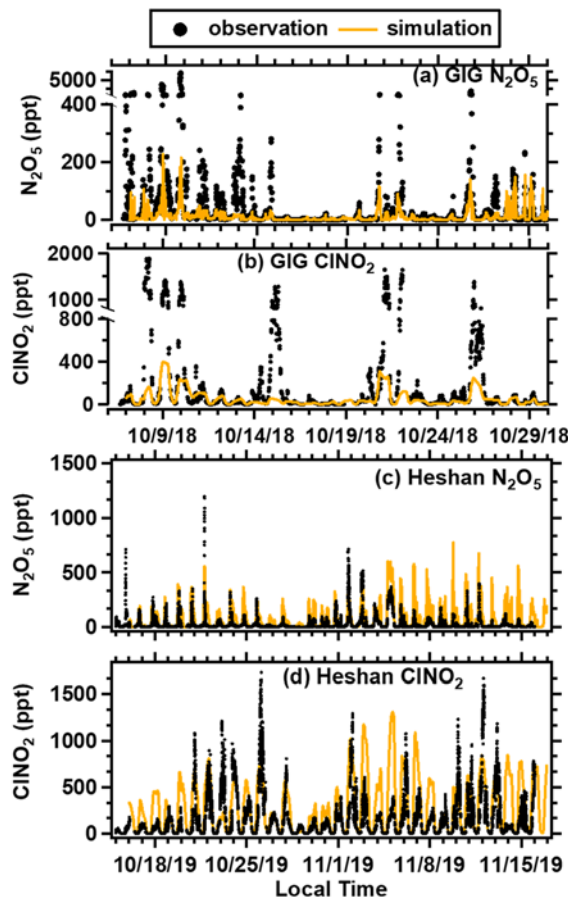 observation simulation
(a) GIG N₂O₅
5000
400
200
0
N₂O₅ (ppt)
(b) GIG ClNO₂
2000
1000
800
400
0
ClNO₂ (ppt)
10/9/18 10/14/18 10/19/18 10/24/18 10/29/18
(c) Heshan N₂O₅
1500
1000
500
0
N₂O₅ (ppt)
(d) Heshan ClNO₂
1500
1000
500
0
ClNO₂ (ppt)
10/18/19 10/25/19 11/1/19 11/8/19 11/15/19
Local Time